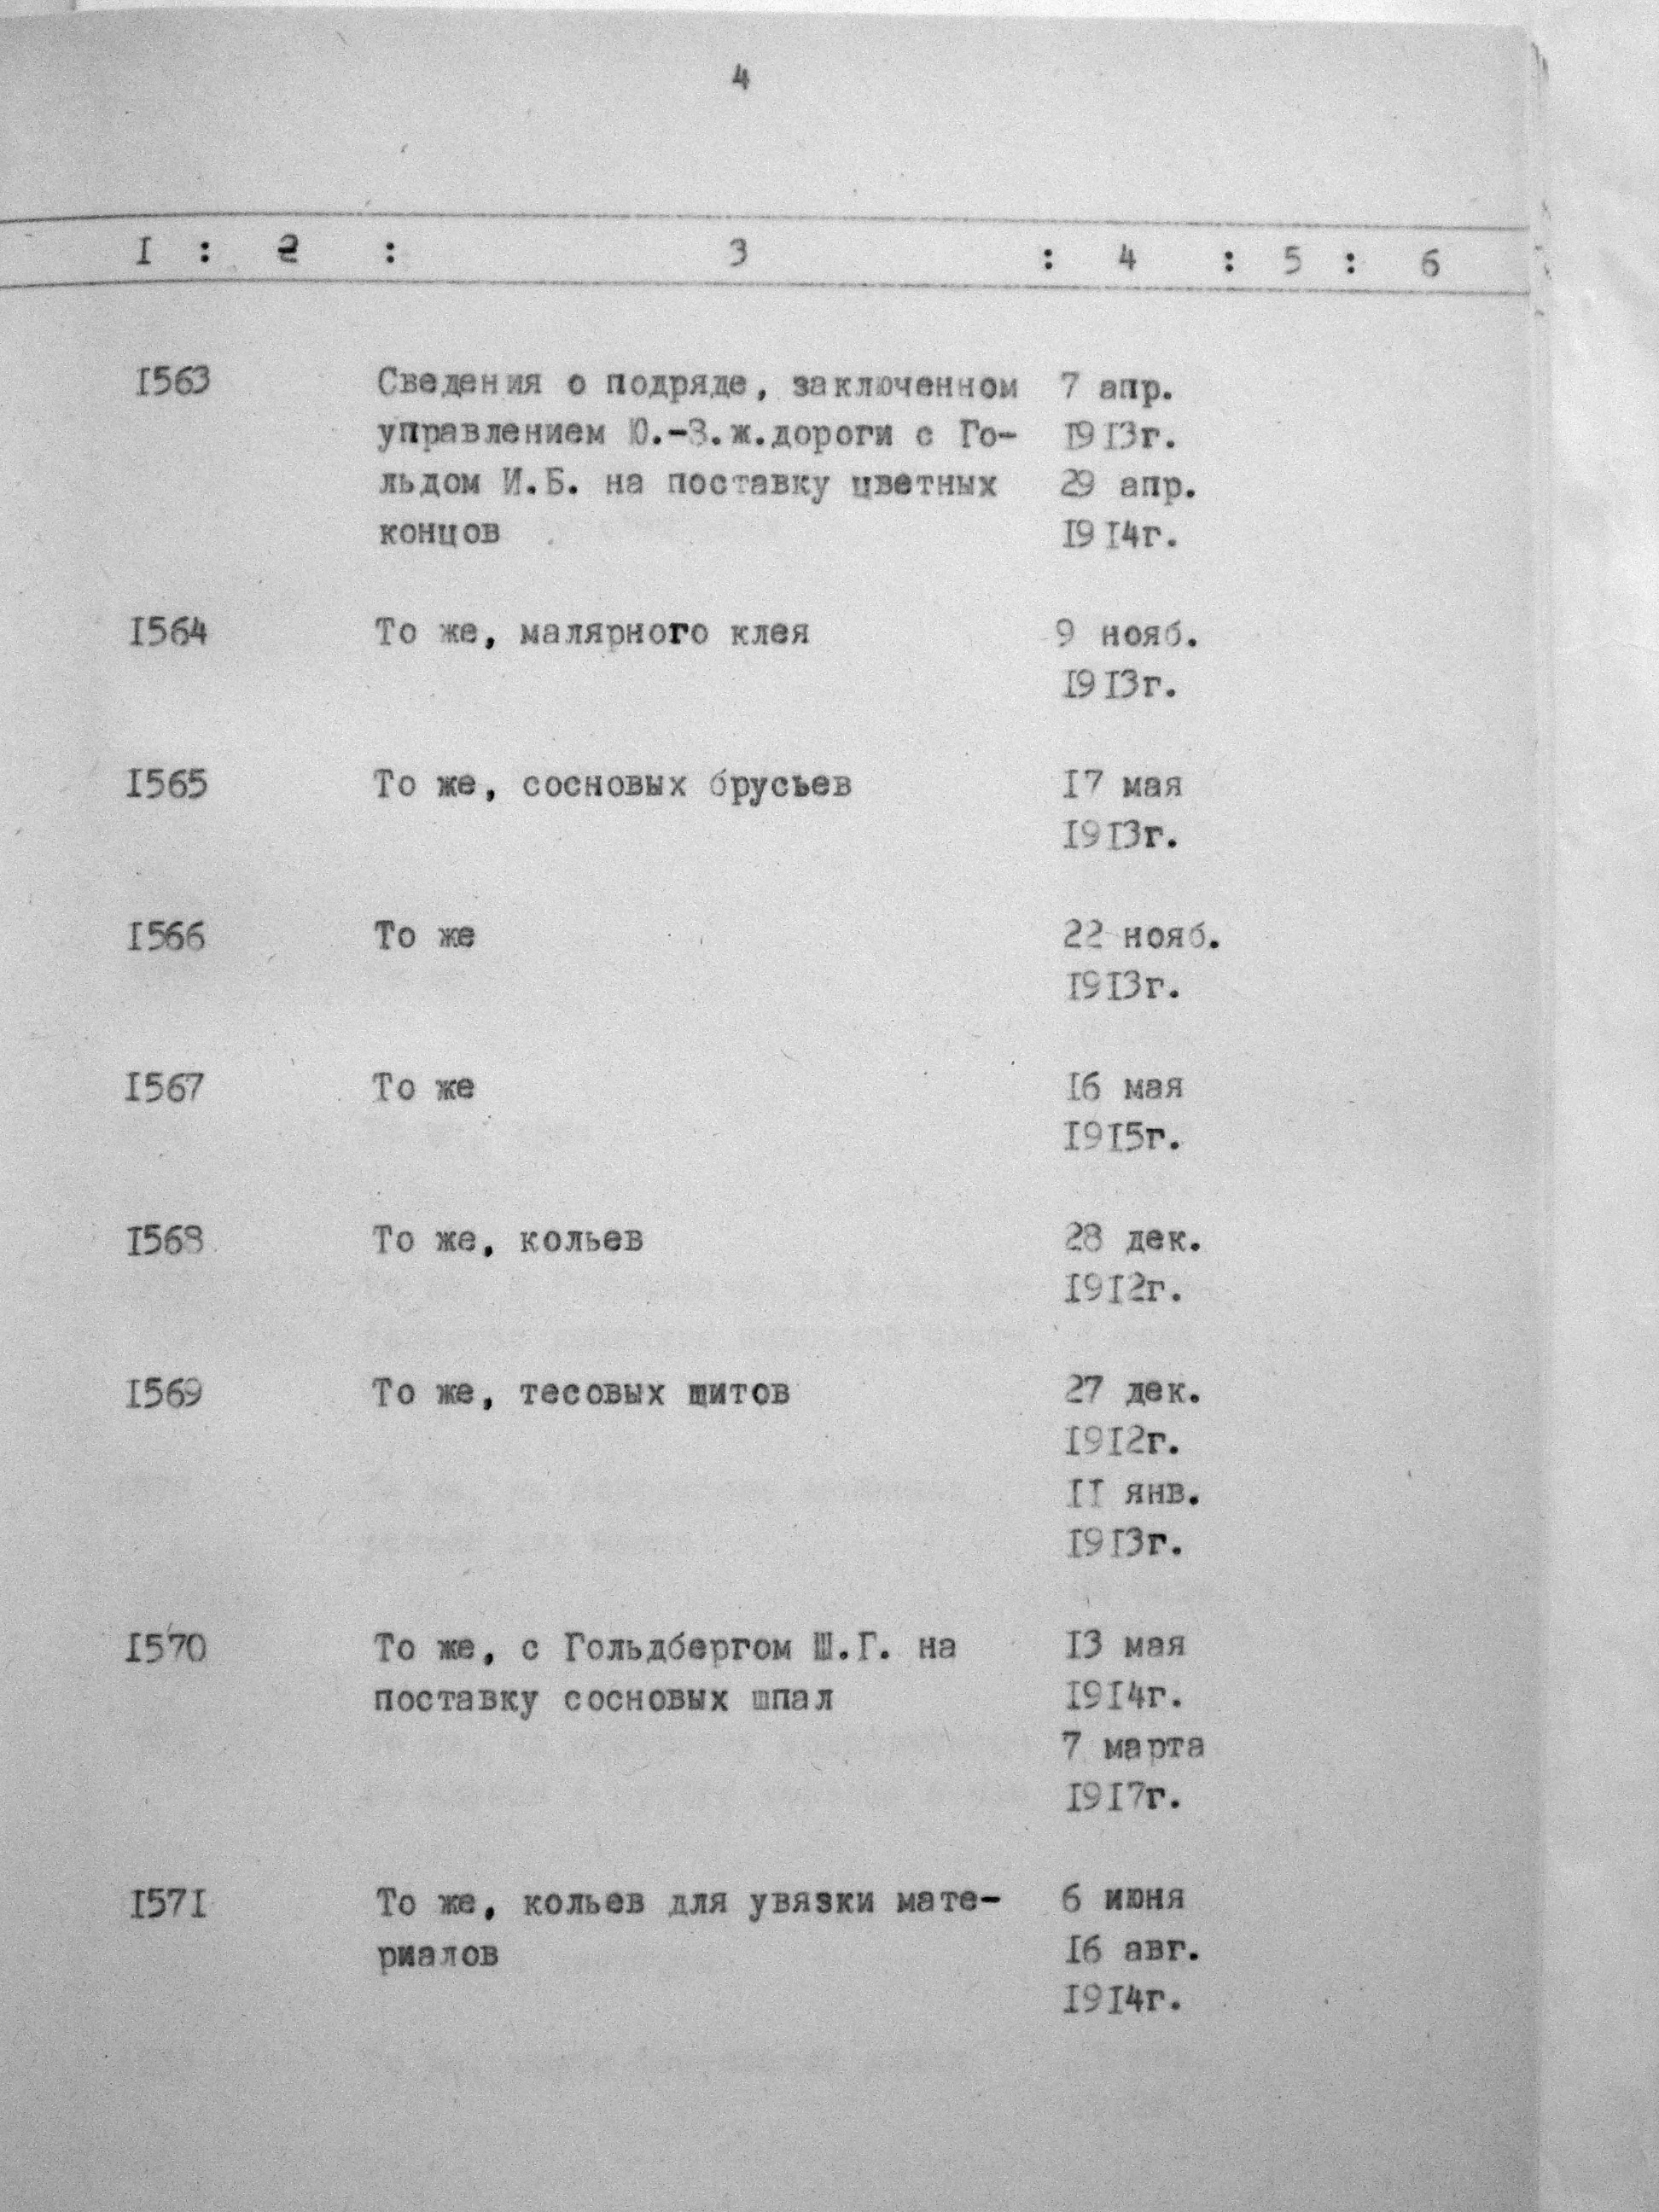 4
I : 2 : 3 : 4 : 5 : 6
I563 Сведения о подряде, заключенном 7 апр.
управлением Ю.-З.ж.дороги с Го- I9I3г.
льдом И.Б. на поставку цветных 29 апр.
концов I9I4г.
I564 То же, малярного клея 9 нояб.
I9I3г.
I565 То же, сосновых брусьев I7 мая
I9I3г.
I566 То же 22 нояб.
I9I3г.
I567 То же I6 мая
I9I5г.
I568 То же, кольев 28 дек.
I9I2г.
I569 То же, тесовых щитов 27 дек.
I9I2г.
II янв.
I9I3г.
I570 То же, с Гольдбергом Ш.Г. на I3 мая
поставку сосновых шпал I9I4г.
7 марта
I9I7г.
I57I То же, кольев для увязки мате- 6 июня
риалов I6 авг.
I9I4г.